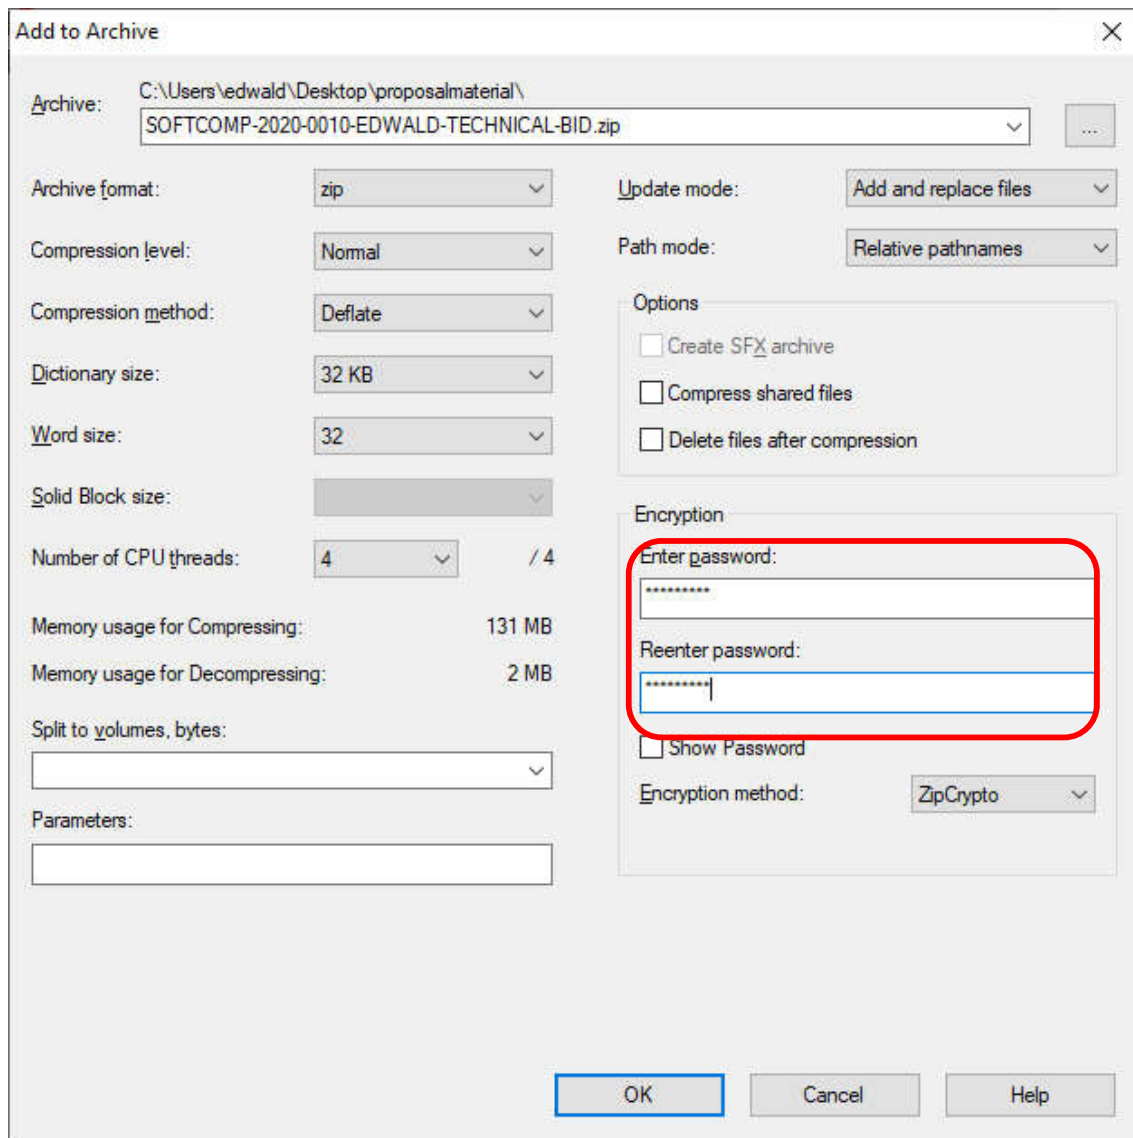 Add to Archive
C:\Users\edwald\Desktop\proposalmaterial\
Archive:
SOFTCOMP-2020-0010-EDWALD-TECHNICAL-BID.zip
...
Archive format:
zip
Compression level:
Normal
Compression method:
Deflate
Dictionary size:
32 KB
Word size:
32
Solid Block size:
Number of CPU threads:
4
/ 4
Memory usage for Compressing:
131 MB
Memory usage for Decompressing:
2 MB
Split to volumes, bytes:
Parameters:
Update mode:
Add and replace files
Path mode:
Relative pathnames
Options
Create SFX archive
Compress shared files
Delete files after compression
Encryption
Enter password:
*********
Reenter password:
*********
Show Password
Encryption method:
ZipCrypto
OK
Cancel
Help